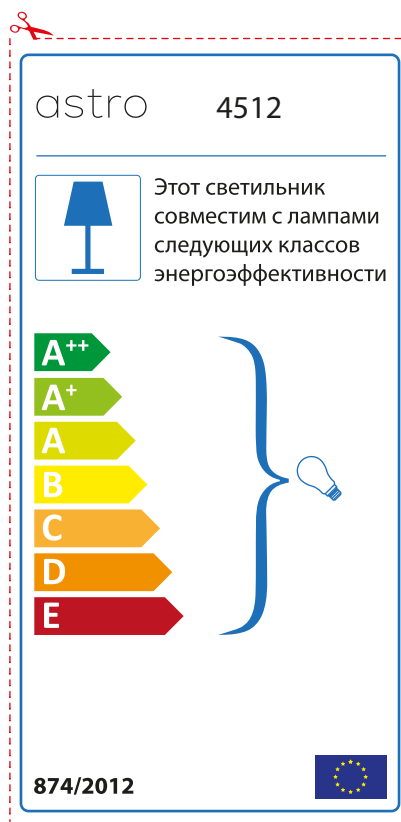 astro 4512
Этот светильник
совместим с лампами
следующих классов
энергоэффективности
A++
A+
A
B
C
D
E
874/2012